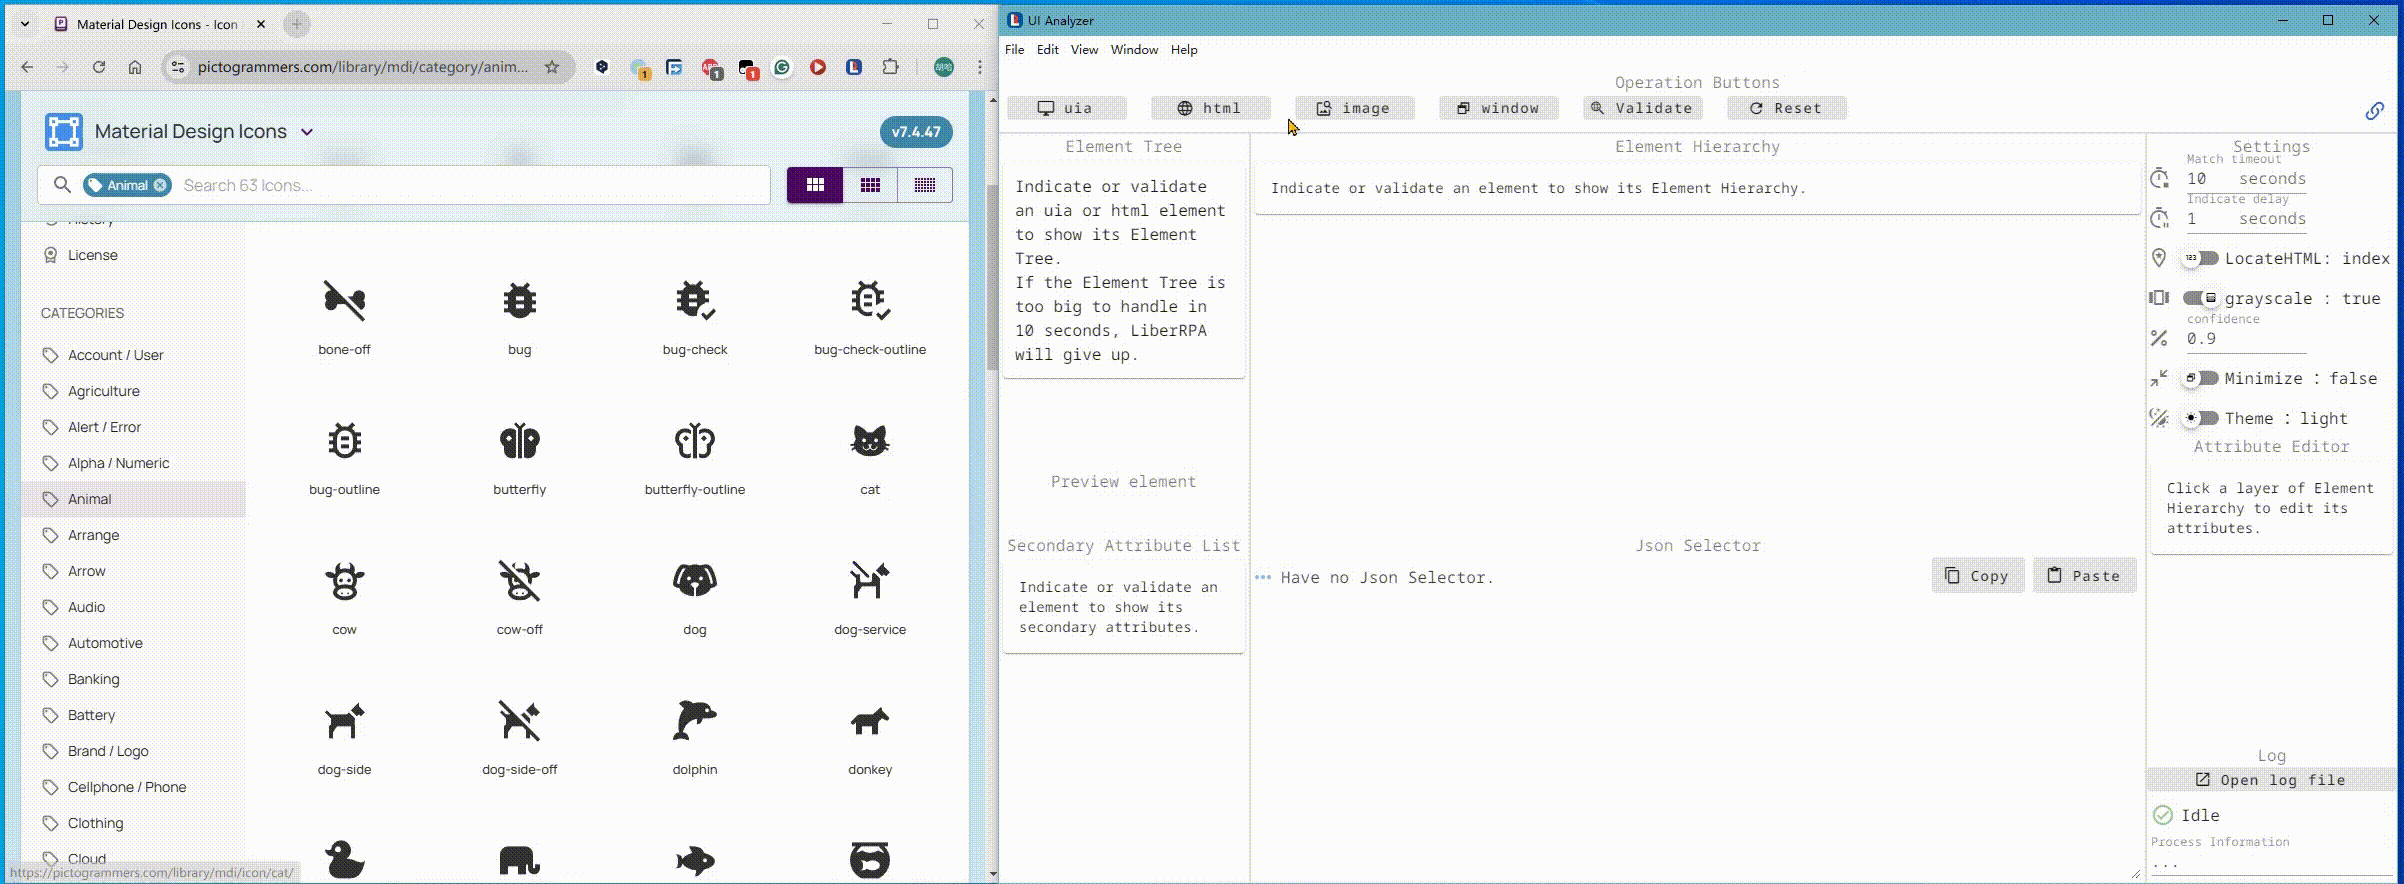 Material Design Icons - Icon
pictogrammers.com/library/mdi/category/anim...
1
1
1
Material Design Icons
v7.4.47
Animal
Search 63 Icons...
History
License
CATEGORIES
Account / User
Agriculture
Alert / Error
Alpha / Numeric
Animal
Arrange
Arrow
Audio
Automotive
Banking
Battery
Brand / Logo
Cellphone / Phone
Clothing
Cloud
bone-off
bug
bug-check
bug-check-outline
bug-outline
butterfly
butterfly-outline
cat
cow
cow-off
dog
dog-service
dog-side
dog-side-off
dolphin
donkey
https://pictogrammers.com/library/mdi/icon/cat/
UI Analyzer
File Edit View Window Help
Operation Buttons
uia
html
image
window
Validate
Reset
Element Tree
Indicate or validate
an uia or html element
to show its Element
Tree.
If the Element Tree is
too big to handle in
10 seconds, LiberRPA
will give up.
Preview element
Secondary Attribute List
Indicate or validate an
element to show its
secondary attributes.
Element Hierarchy
Indicate or validate an element to show its Element Hierarchy.
Json Selector
Have no Json Selector.
Copy
Paste
Settings
Match timeout
10 seconds
Indicate delay
1 seconds
123
LocateHTML: index
grayscale : true
confidence
0.9
Minimize : false
Theme : light
Attribute Editor
Click a layer of Element
Hierarchy to edit its
attributes.
Log
Open log file
Idle
Process Information
...